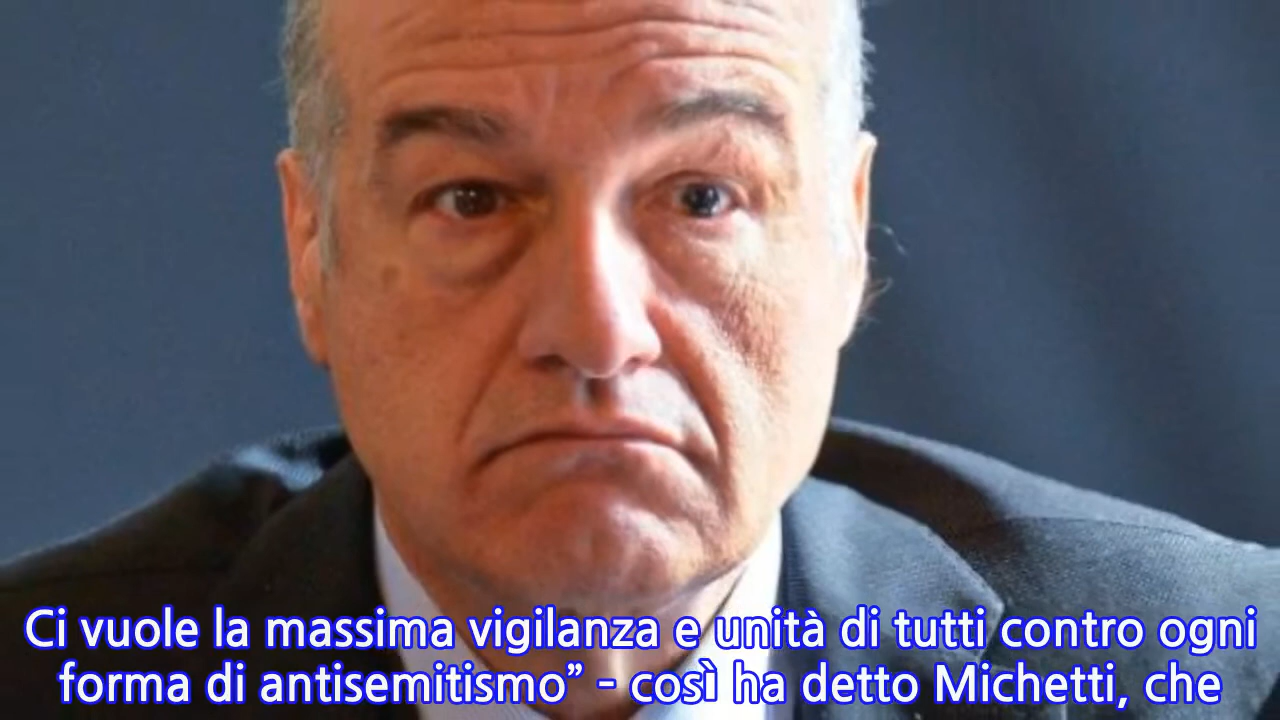 Ci vuole la massima vigilanza e unità di tutti contro ogni
forma di antisemitismo” - così ha detto Michetti, che